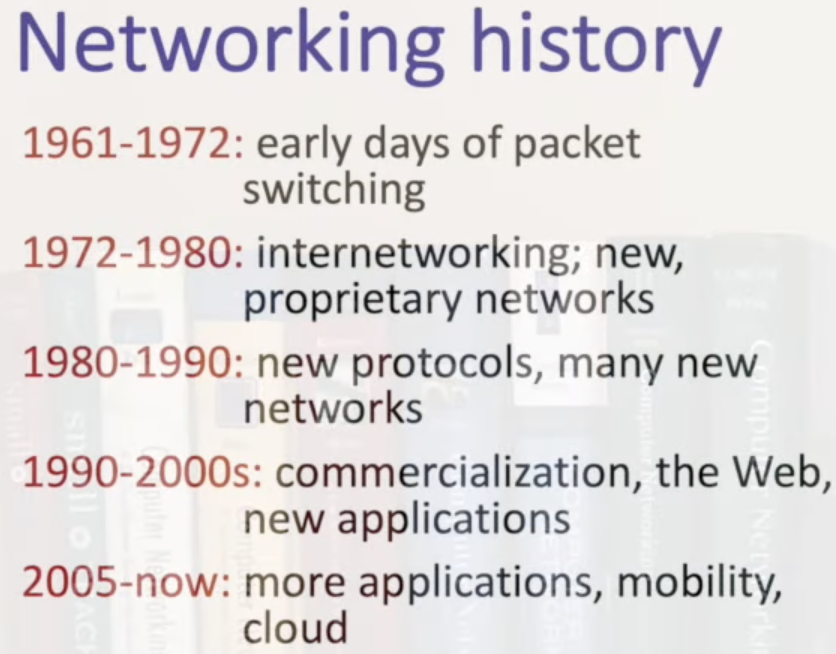 Networking history
1961-1972: early days of packet
switching
1972-1980: internetworking; new,
proprietary networks
1980-1990: new protocols, many new
networks
1990-2000s: commercialization, the Web,
new applications
2005-now: more applications, mobility,
cloud